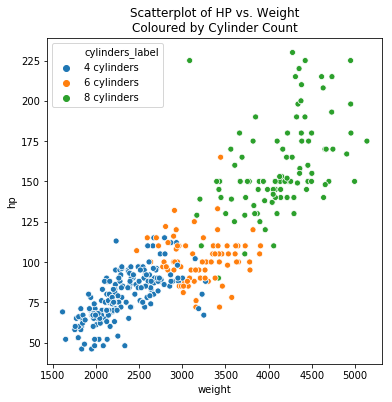 Scatterplot of HP vs. Weight
Coloured by Cylinder Count
cylinders_label
4 cylinders
6 cylinders
8 cylinders
225
200
175
150
125
100
75
50
hp
1500 2000 2500 3000 3500 4000 4500 5000
weight